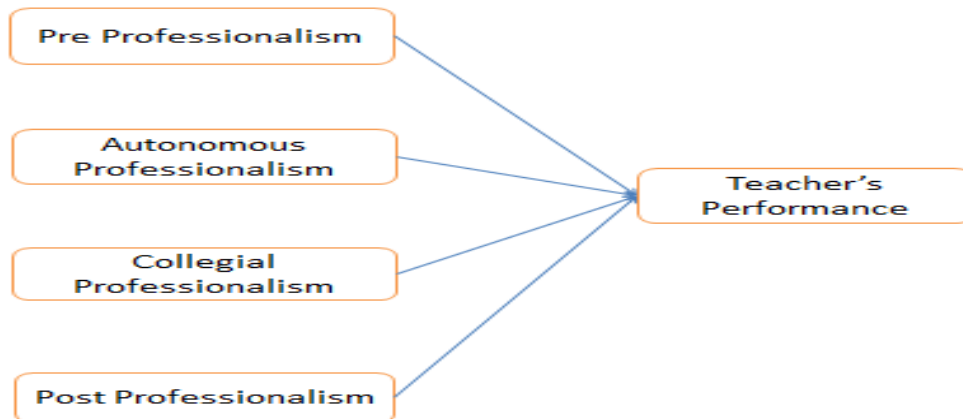 Pre Professionalism
Autonomous
Professionalism
Collegial
Professionalism
Post Professionalism
Teacher’s
Performance